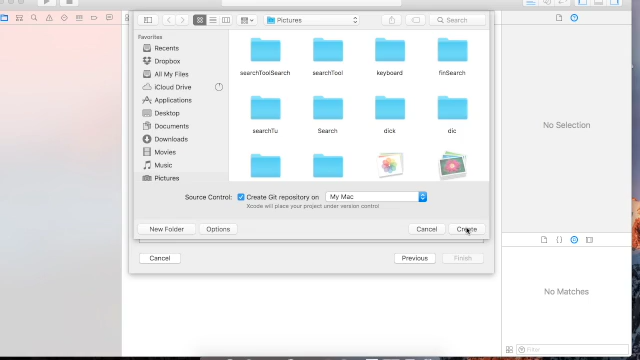 Pictures
Search
Favorites
Recents
Dropbox
All My Files
iCloud Drive
Applications
Desktop
Documents
Downloads
Movies
Music
Pictures
searchToolSearch
searchTool
keyboard
finSearch
searchTu
Search
dick
dic
Source Control:
Create Git repository on
My Mac
Xcode will place your project under version control
New Folder
Options
Cancel
Create
Cancel
Previous
Finish
No Selection
No Matches
Filter